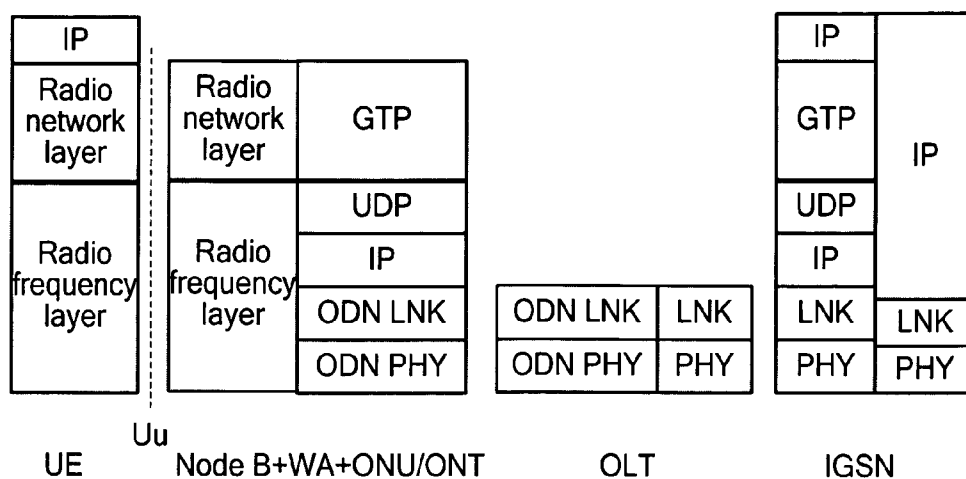 IP
Radio
network
layer
Radio
frequency
layer
Uu
UE
Radio
network
layer
GTP
Radio
frequency
layer
UDP
IP
ODN LNK
ODN PHY
Node B+WA+ONU/ONT
ODN LNK
LNK
ODN PHY
PHY
OLT
IP
GTP
UDP
IP
LNK
PHY
IP
LNK
PHY
IGSN